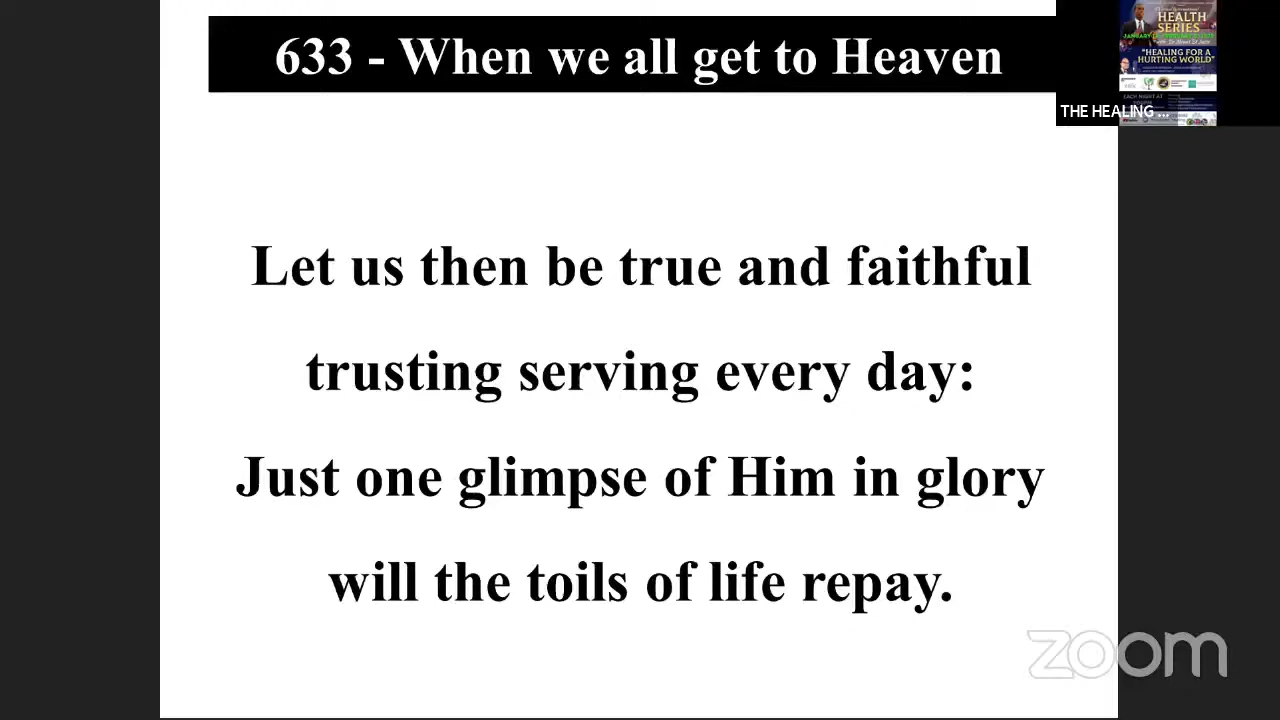 633 - When we all get to Heaven
HEALTH
SERIES
"HEALING FOR A
HURTING WORLD"
THE HEALING ...
Let us then be true and faithful
trusting serving every day:
Just one glimpse of Him in glory
will the toils of life repay.
zoom